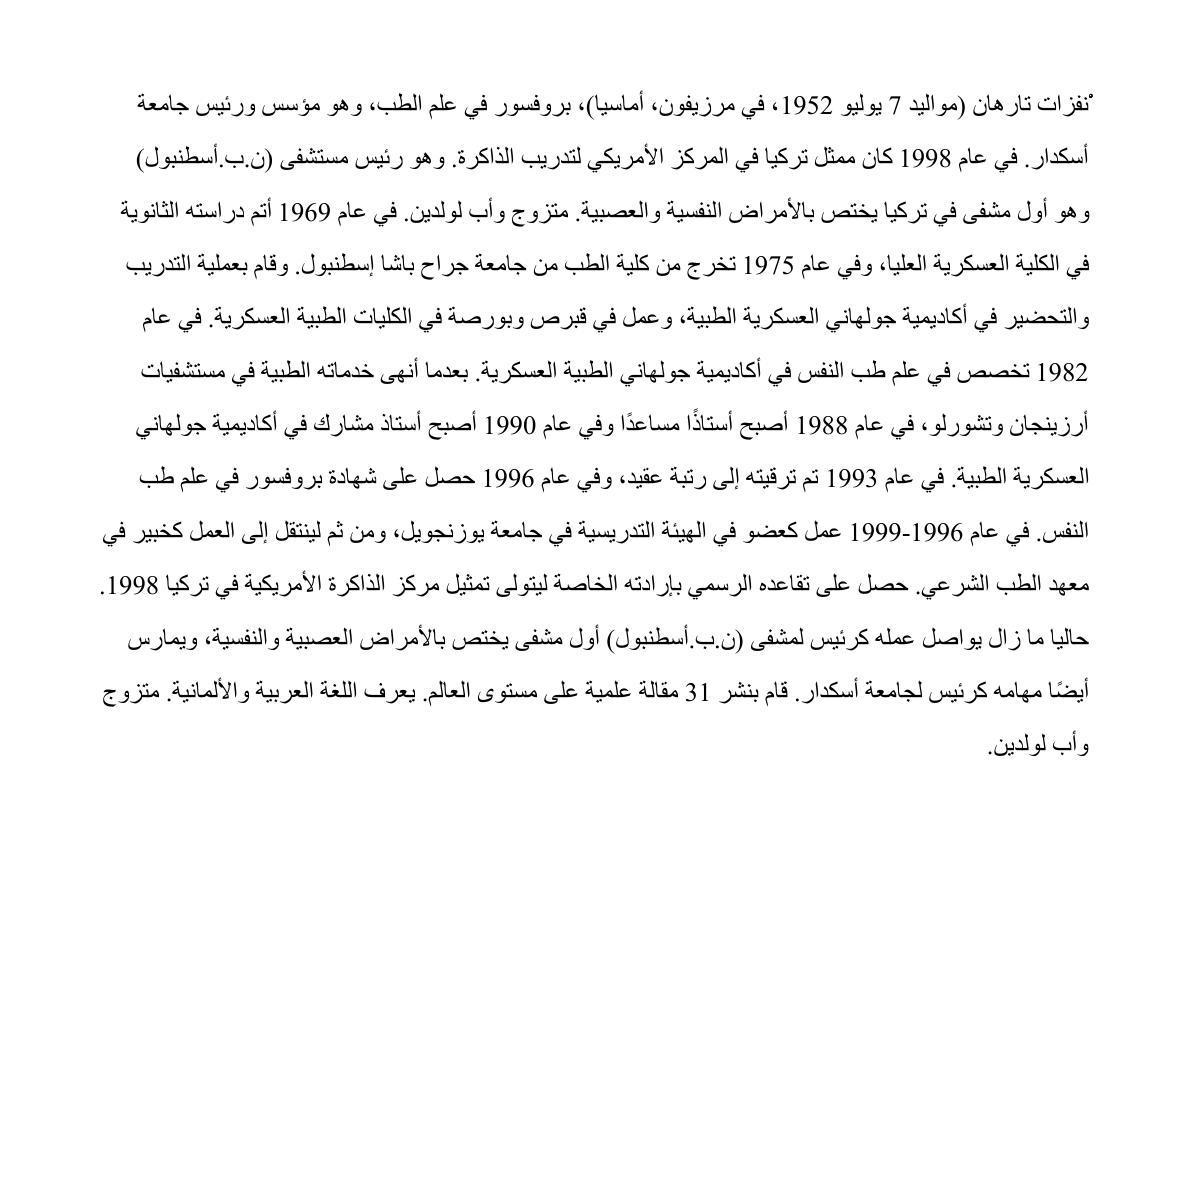 ْنفزات تارهان (مواليد 7 يوليو 1952، في مرزيفون، أماسيا)، بروفسور في علم الطب، وهو مؤسس ورئيس جامعة
أسكدار. في عام 1998 كان ممثل تركيا في المركز الأمريكي لتدريب الذاكرة. وهو رئيس مستشفى (ن.ب.أسطنبول)
وهو أول مشفى في تركيا يختص بالأمراض النفسية والعصبية. متزوج وأب لولدين. في عام 1969 أتم دراسته الثانوية
في الكلية العسكرية العليا، وفي عام 1975 تخرج من كلية الطب من جامعة جراح باشا إسطنبول. وقام بعملية التدريب
والتحضير في أكاديمية جولهاني العسكرية الطبية، وعمل في قبرص وبورصة في الكليات الطبية العسكرية. في عام
1982 تخصص في علم طب النفس في أكاديمية جولهاني الطبية العسكرية. بعدما أنهى خدماته الطبية في مستشفيات
أرزينجان وتشورلو، في عام 1988 أصبح أستاذًا مساعدًا وفي عام 1990 أصبح أستاذ مشارك في أكاديمية جولهاني
العسكرية الطبية. في عام 1993 تم ترقيته إلى رتبة عقيد، وفي عام 1996 حصل على شهادة بروفسور في علم طب
النفس. في عام 1996-1999 عمل كعضو في الهيئة التدريسية في جامعة يوزنجويل، ومن ثم لينتقل إلى العمل كخبير في
معهد الطب الشرعي. حصل على تقاعده الرسمي بإرادته الخاصة ليتولى تمثيل مركز الذاكرة الأمريكية في تركيا 1998.
حاليا ما زال يواصل عمله كرئيس لمشفى (ن.ب.أسطنبول) أول مشفى يختص بالأمراض العصبية والنفسية، ويمارس
أيضًا مهامه كرئيس لجامعة أسكدار. قام بنشر 31 مقالة علمية على مستوى العالم. يعرف اللغة العربية والألمانية. متزوج
وأب لولدين.